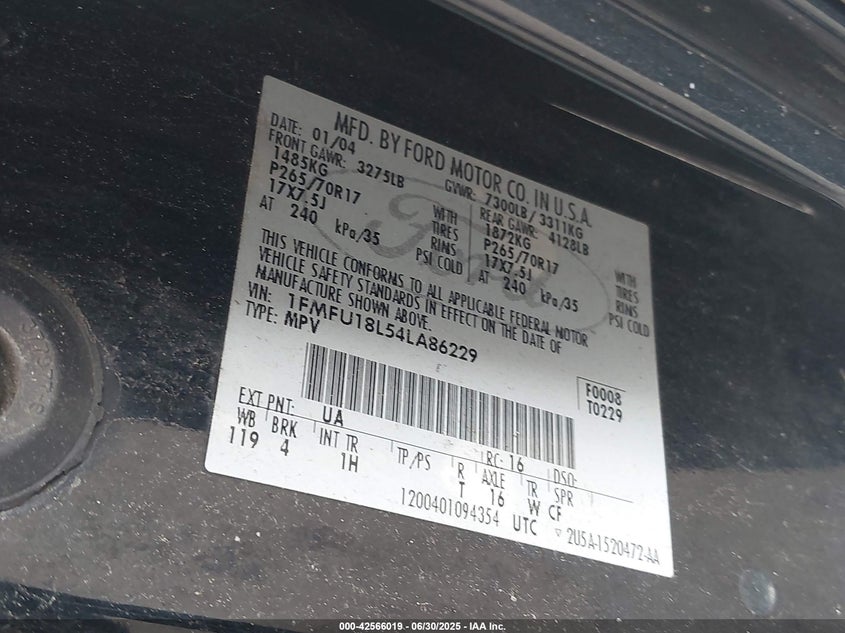 MFD. BY FORD MOTOR CO. IN U.S.A.
DATE: 01/04 GVWR: 7300LB/ 3311KG
FRONT GAWR: 3275LB REAR GAWR: 4128LB
1485KG WITH 1872KG WITH
P265/70R17 TIRES P265/70R17 TIRES
17X7.5J RIMS 17X7.5J RIMS
AT 240 kPa/35 PSI COLD AT 240 kPa/35 PSI COLD
Ford
THIS VEHICLE CONFORMS TO ALL APPLICABLE FEDERAL MOTOR
VEHICLE SAFETY STANDARDS IN EFFECT ON THE DATE OF
MANUFACTURE SHOWN ABOVE.
VIN: 1FMFU18L54LA86229
TYPE: MPV
F0008
T0229
EXT PNT: UA RC: 16 DSO:
WB BRK INT TR TP/PS R AXLE TR SPR
119 4 1H T 16 W CF
1200401094354 UTC ▽ 2U5A-1520472-AA
000-42566019 - 06/30/2025 - IAA Inc.